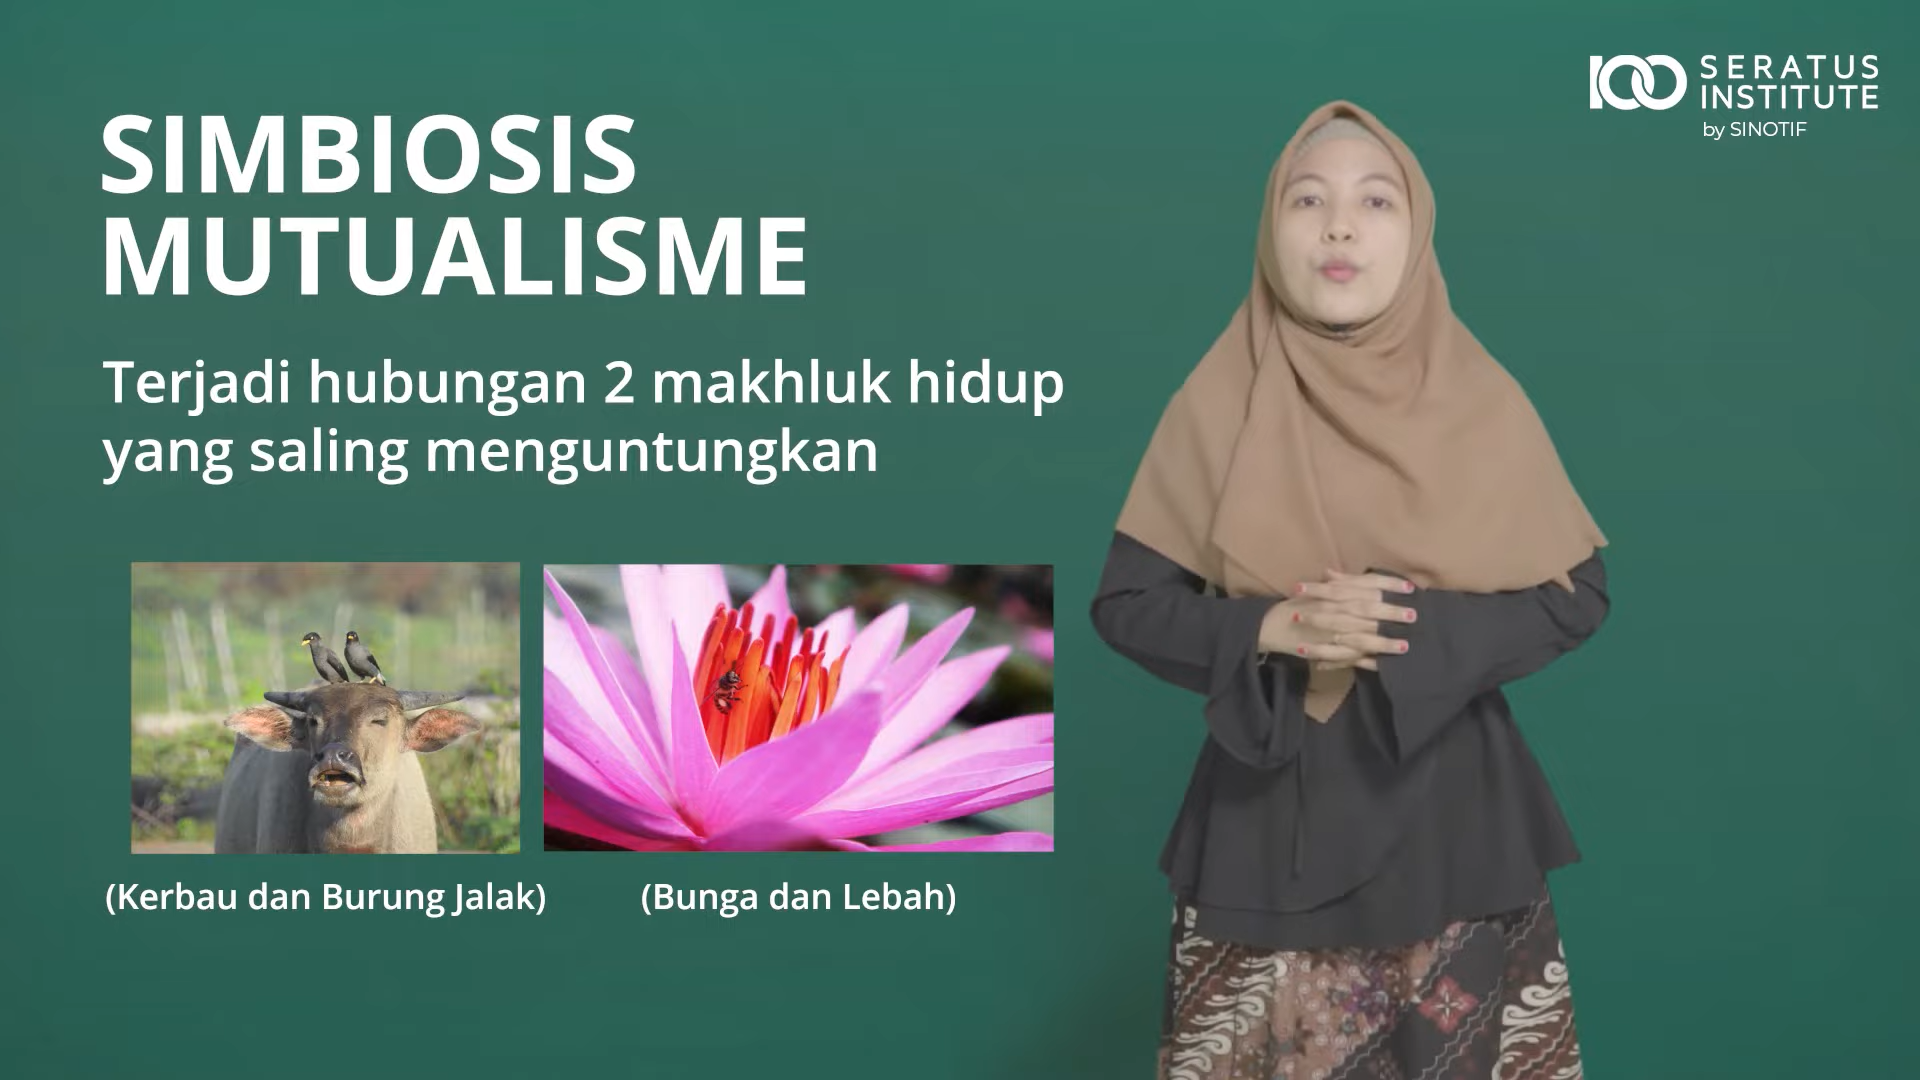 SIMBIOSIS
MUTUALISME
Terjadi hubungan 2 makhluk hidup
yang saling menguntungkan
(Kerbau dan Burung Jalak)
(Bunga dan Lebah)
100 SERATUS
INSTITUTE
by SINOTIF